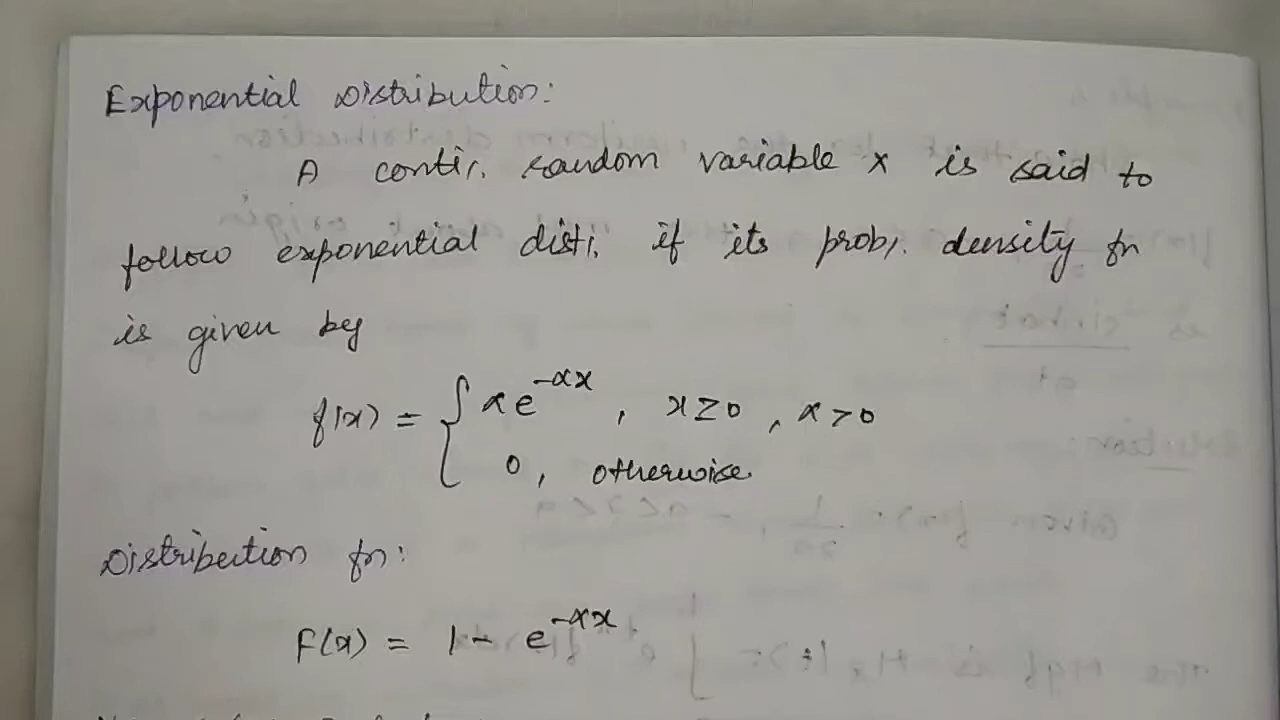 Exponential Distribution:
A conti. random variable x is said to
follow exponential disti. if its prob. density fn
is given by
f(x) = { αe^-αx , x≥0 , α>0
0 , otherwise.
Distribution fn:
F(x) = 1 - e^-αx